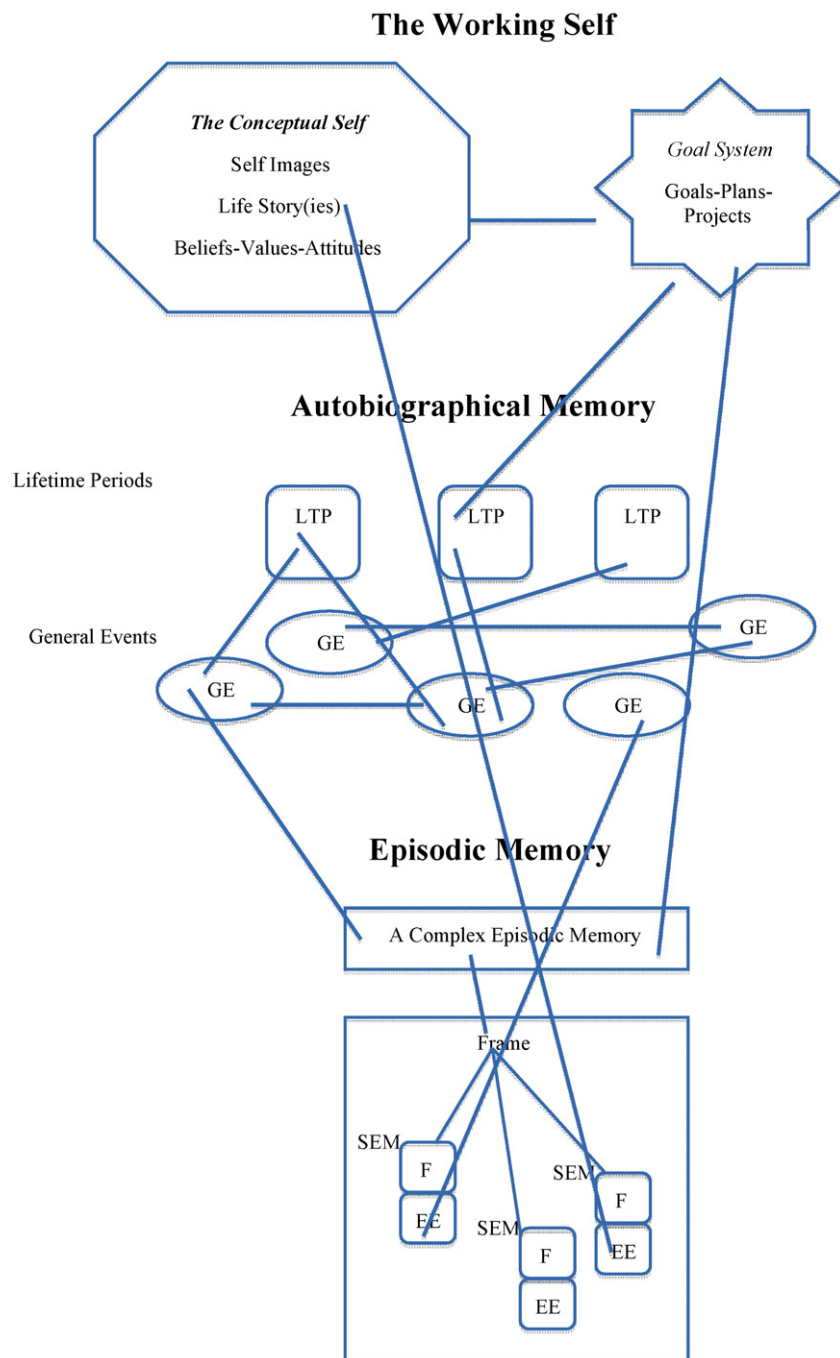 The Working Self
The Conceptual Self
Self Images
Life Story(ies)
Beliefs-Values-Attitudes
Goal System
Goals-Plans-
Projects
Autobiographical Memory
Lifetime Periods
LTP
LTP
LTP
General Events
GE
GE
GE
GE
GE
Episodic Memory
A Complex Episodic Memory
Frame
SEM
F
EE
SEM
F
EE
SEM
F
EE